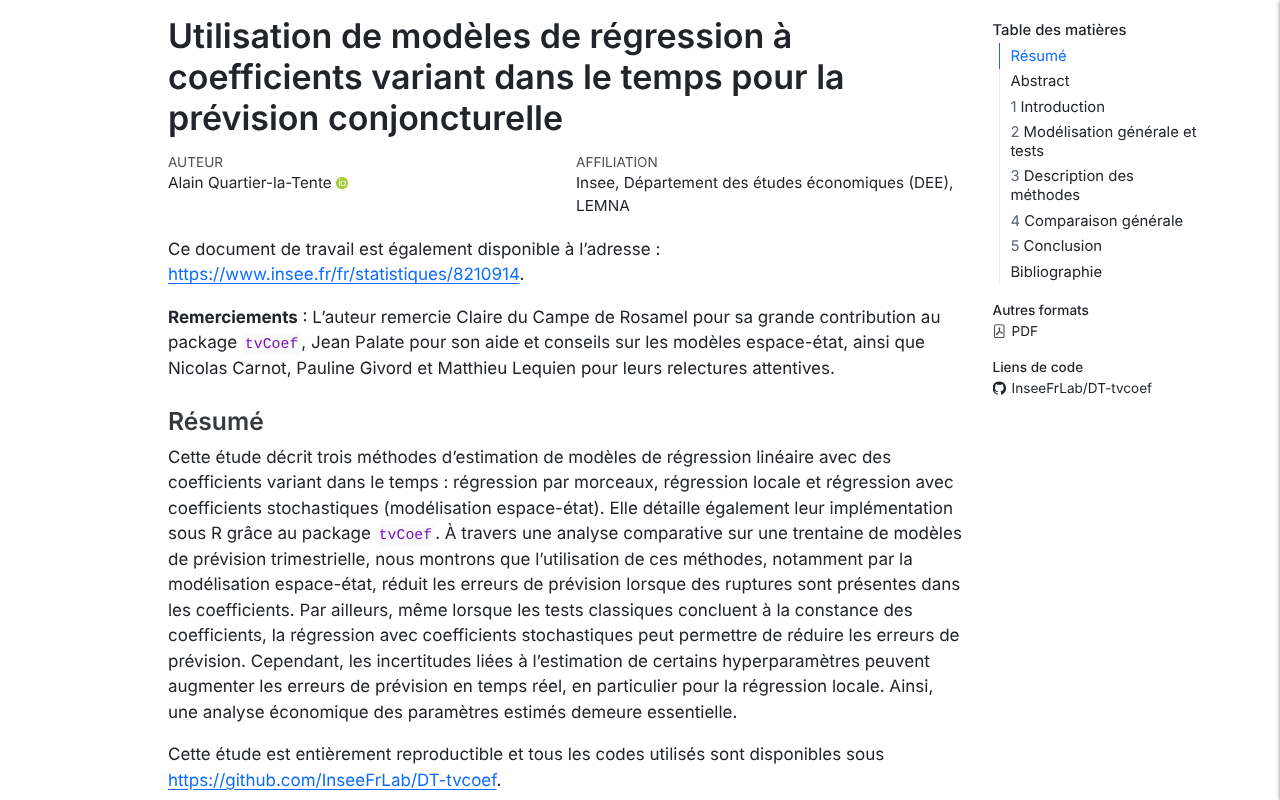 Utilisation de modèles de régression à
coefficients variant dans le temps pour la
prévision conjoncturelle
AUTEUR
Alain Quartier-la-Tente
AFFILIATION
Insee, Département des études économiques (DEE),
LEMNA
Ce document de travail est également disponible à l’adresse :
https://www.insee.fr/fr/statistiques/8210914.
Remerciements : L’auteur remercie Claire du Campe de Rosamel pour sa grande contribution au
package tvCoef, Jean Palate pour son aide et conseils sur les modèles espace-état, ainsi que
Nicolas Carnot, Pauline Givord et Matthieu Lequien pour leurs relectures attentives.
Résumé
Cette étude décrit trois méthodes d’estimation de modèles de régression linéaire avec des
coefficients variant dans le temps : régression par morceaux, régression locale et régression avec
coefficients stochastiques (modélisation espace-état). Elle détaille également leur implémentation
sous R grâce au package tvCoef. À travers une analyse comparative sur une trentaine de modèles
de prévision trimestrielle, nous montrons que l’utilisation de ces méthodes, notamment par la
modélisation espace-état, réduit les erreurs de prévision lorsque des ruptures sont présentes dans
les coefficients. Par ailleurs, même lorsque les tests classiques concluent à la constance des
coefficients, la régression avec coefficients stochastiques peut permettre de réduire les erreurs de
prévision. Cependant, les incertitudes liées à l’estimation de certains hyperparamètres peuvent
augmenter les erreurs de prévision en temps réel, en particulier pour la régression locale. Ainsi,
une analyse économique des paramètres estimés demeure essentielle.
Cette étude est entièrement reproductible et tous les codes utilisés sont disponibles sous
https://github.com/InseeFrLab/DT-tvcoef.
Table des matières
Résumé
Abstract
1 Introduction
2 Modélisation générale et
tests
3 Description des
méthodes
4 Comparaison générale
5 Conclusion
Bibliographie
Autres formats
PDF
Liens de code
InseeFrLab/DT-tvcoef